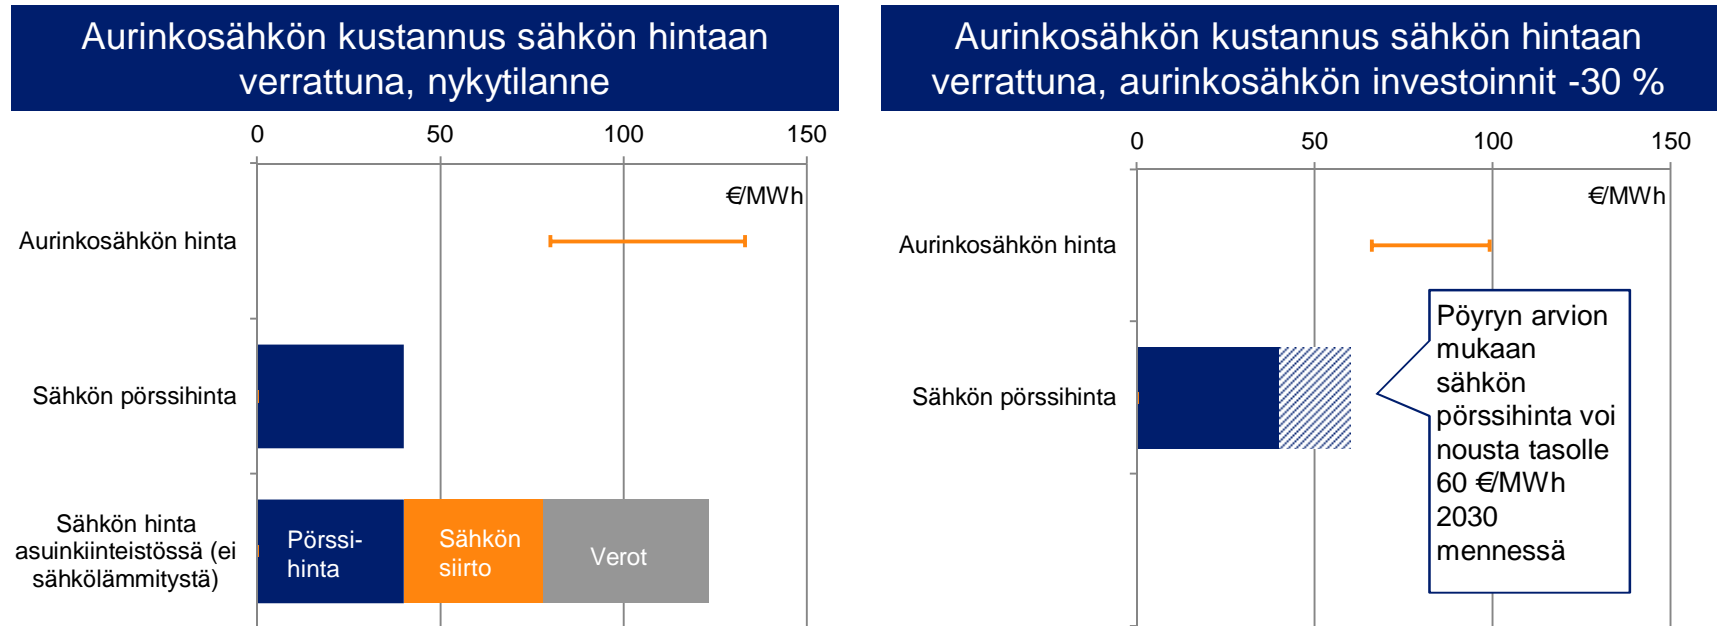 Aurinkosähkön kustannus sähkön hintaan
verrattuna, nykytilanne
0 50 100 150
€/MWh
Aurinkosähkön hinta
Sähkön pörssihinta
Sähkön hinta
asuinkiinteistössä (ei
sähkölämmitystä)
Pörssi-
hinta
Sähkön
siirto
Verot
Aurinkosähkön kustannus sähkön hintaan
verrattuna, aurinkosähkön investoinnit -30 %
0 50 100 150
€/MWh
Aurinkosähkön hinta
Sähkön pörssihinta
Pöyryn arvion
mukaan
sähkön
pörssihinta voi
nousta tasolle
60 €/MWh
2030
mennessä